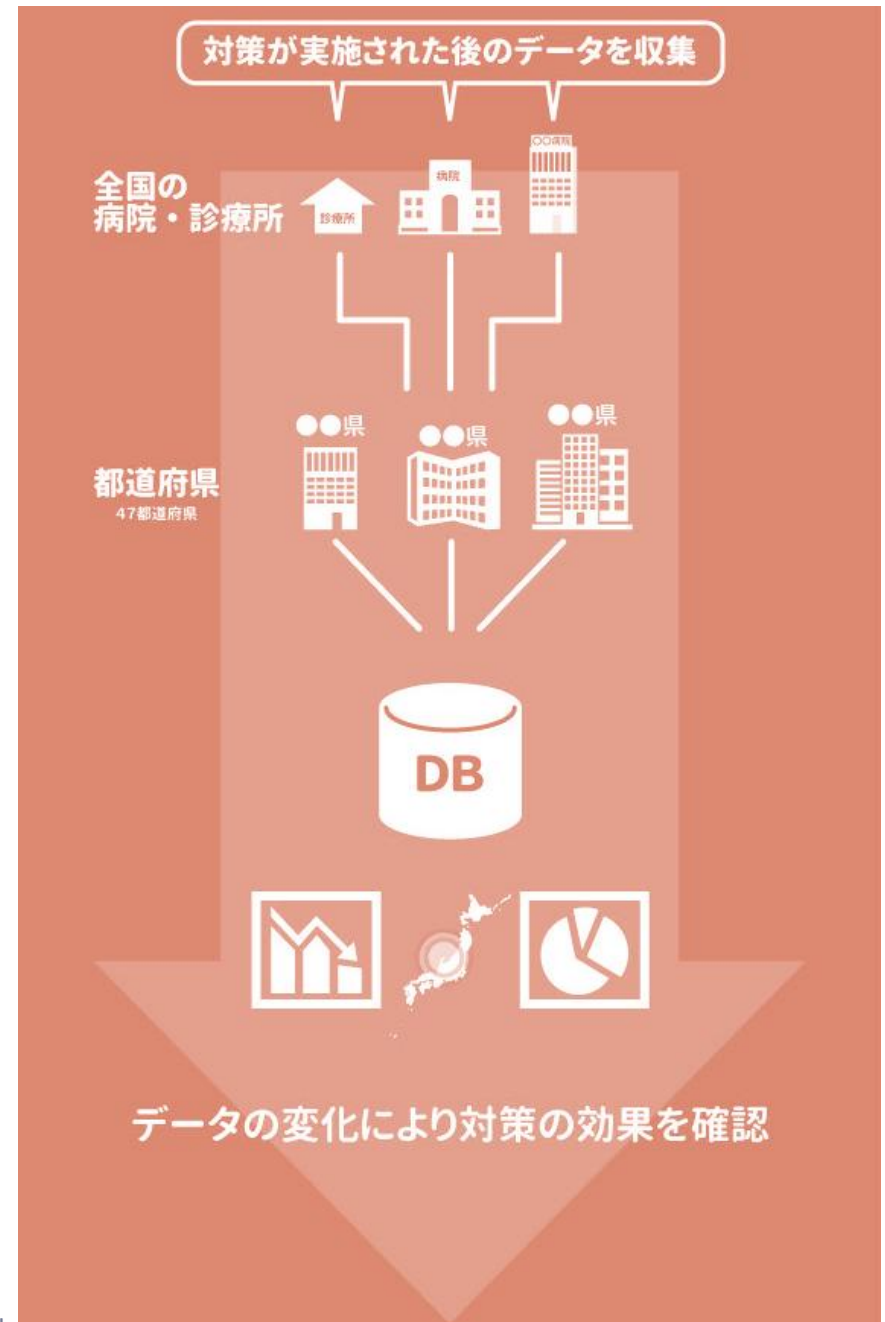 対策が実施された後のデータを収集
〇〇病院
病院
診療所
全国の
病院・診療所
●●県
●●県
●●県
都道府県
47都道府県
DB
データの変化により対策の効果を確認